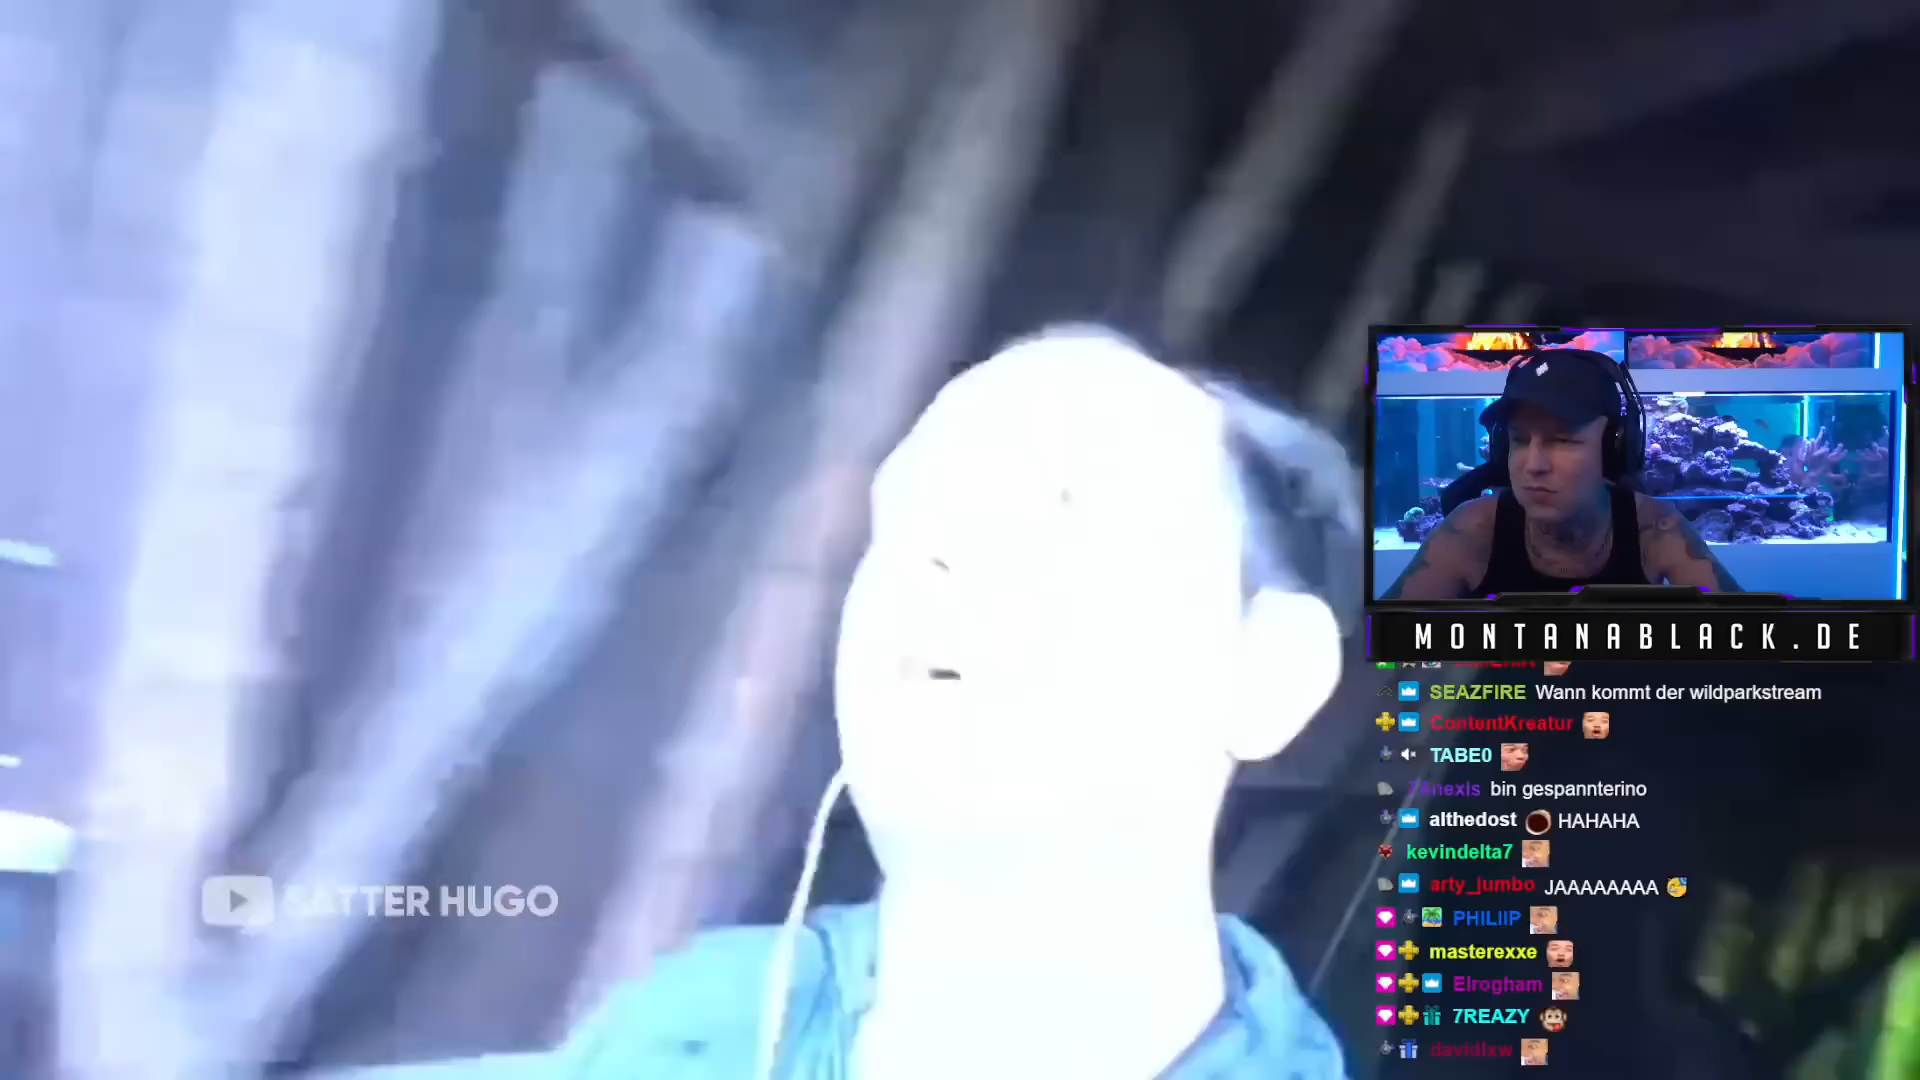 SATTER HUGO
MONTANABLACK.DE
SEAZFIRE Wann kommt der wildparkstream
ContentKreatur
TABE0
bin gespannterino
althedost HAHAHA
kevindelta7
arty_jumbo JAAAAAAAA
PHILIIP
masterexxe
Elrogham
7REAZY
davidlxw